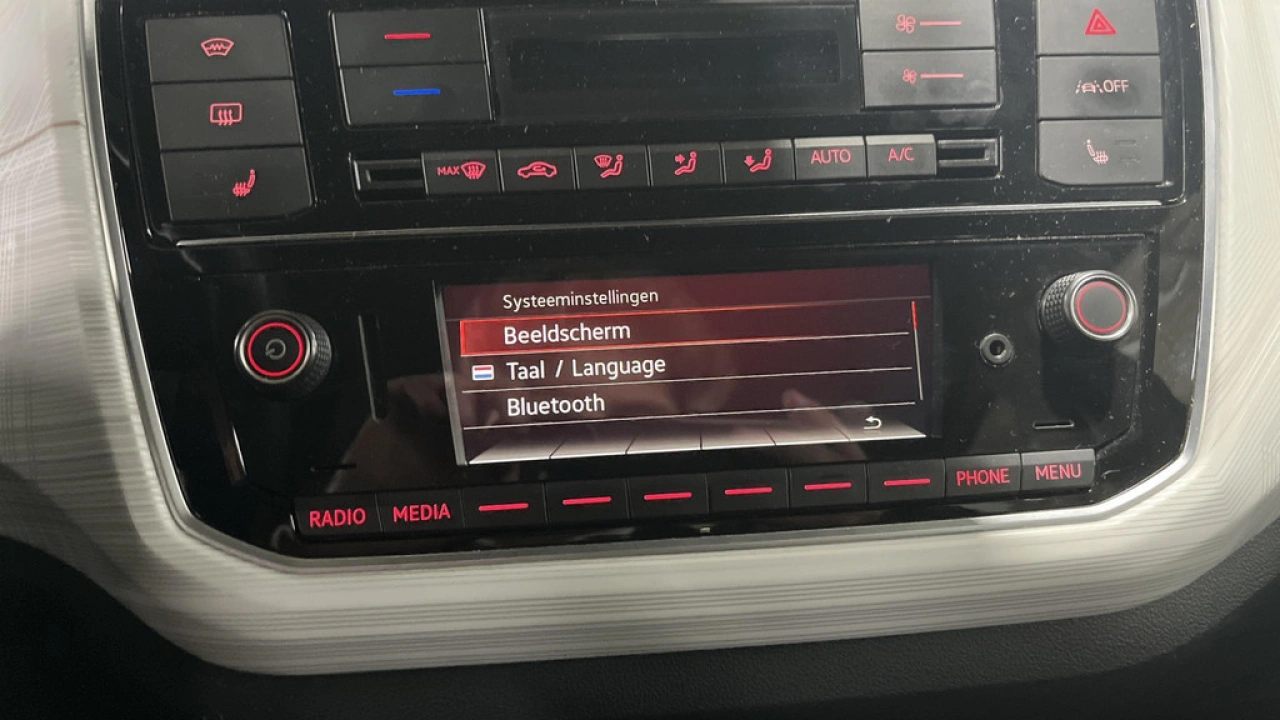 OFF
MAX
AUTO
A/C
Systeeminstellingen
Beeldscherm
Taal / Language
Bluetooth
RADIO
MEDIA
PHONE
MENU